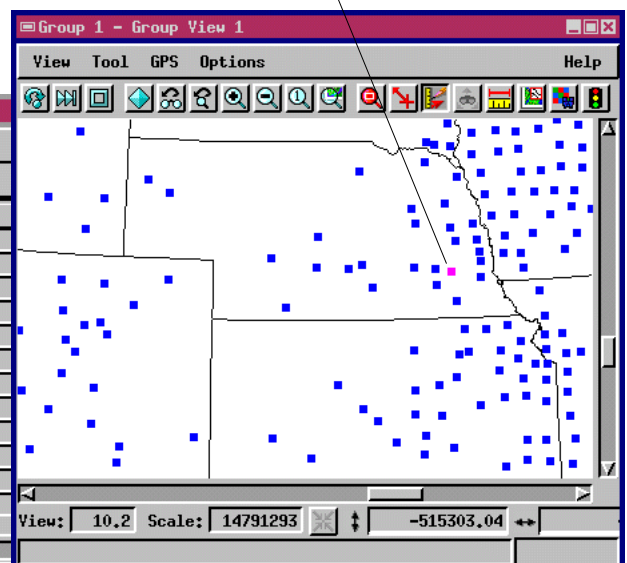 Group 1 - Group View 1
View Tool GPS Options Help
View: 10.2 Scale: 14791293 -515303.04